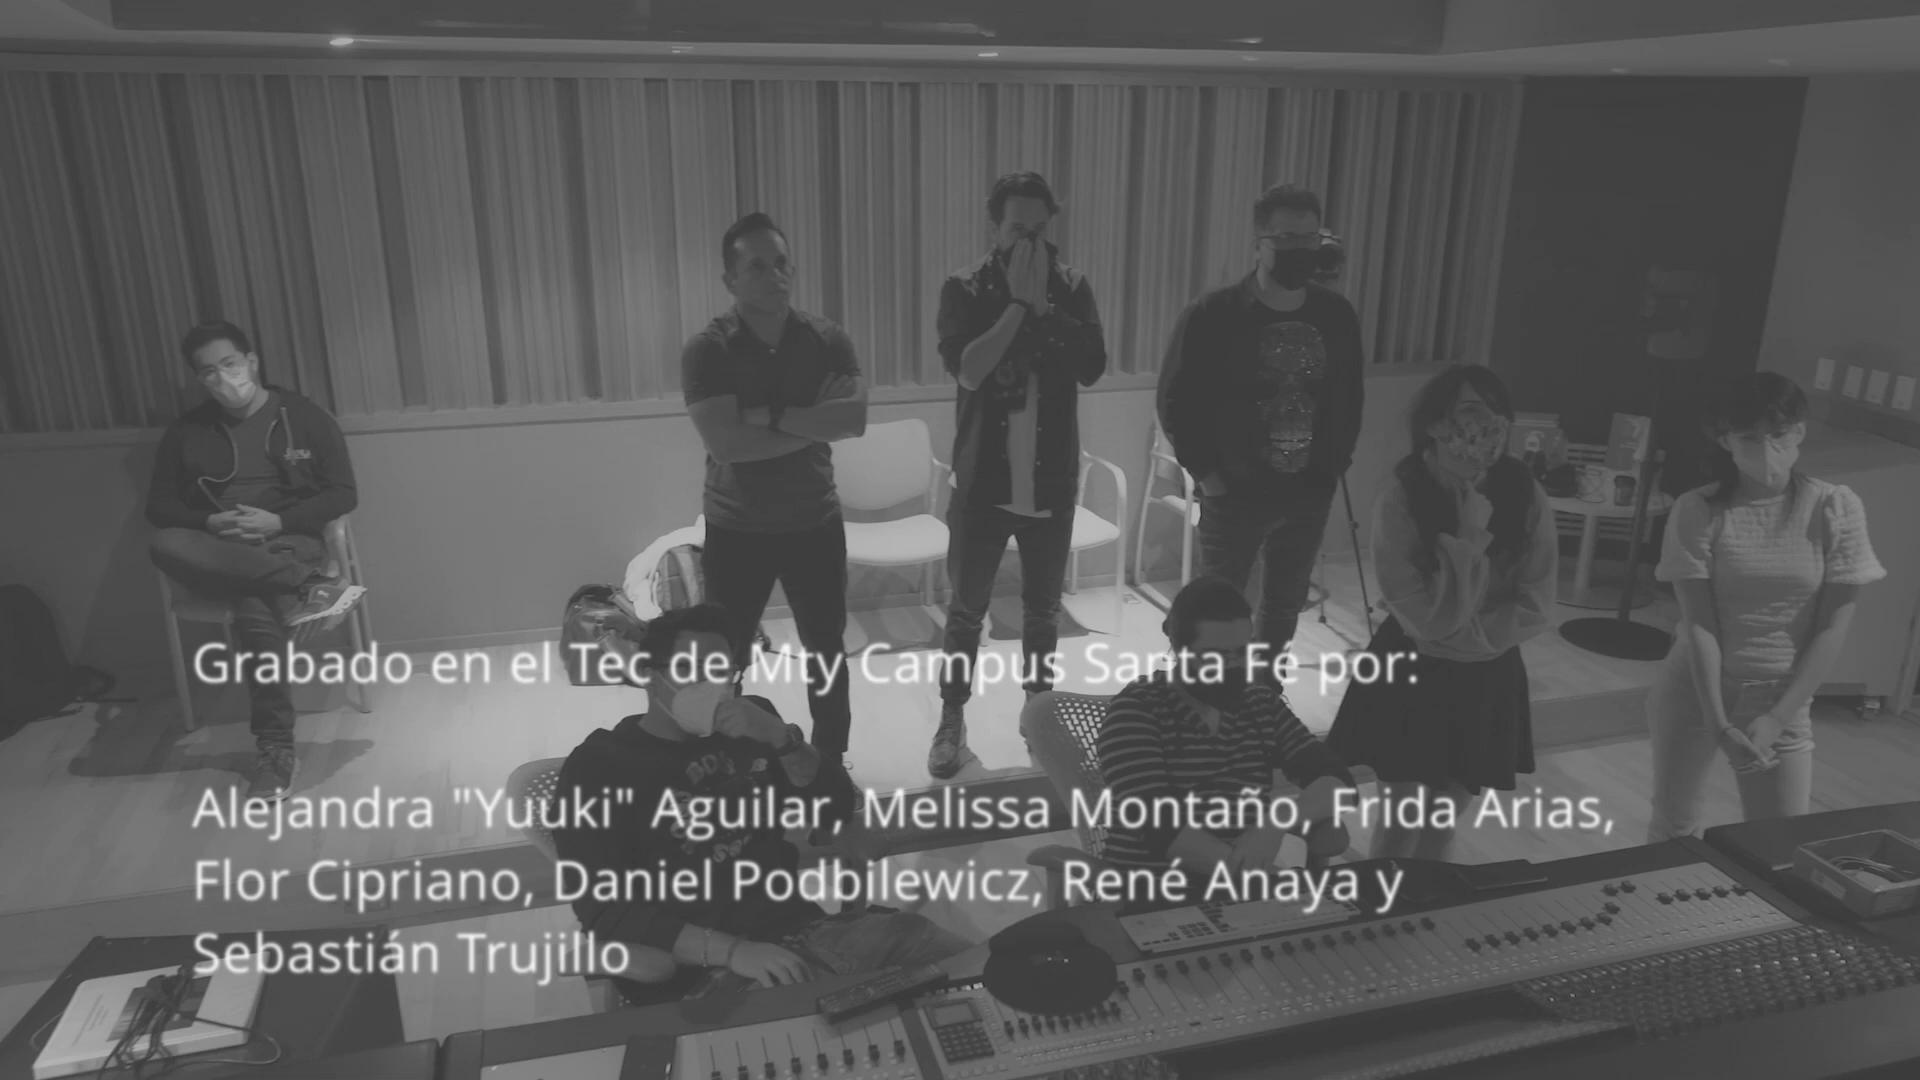 Grabado en el Tec de Mty Campus Santa Fé por:
Alejandra "Yuuki" Aguilar, Melissa Montaño, Frida Arias,
Flor Cipriano, Daniel Podbilewicz, René Anaya y
Sebastián Trujillo